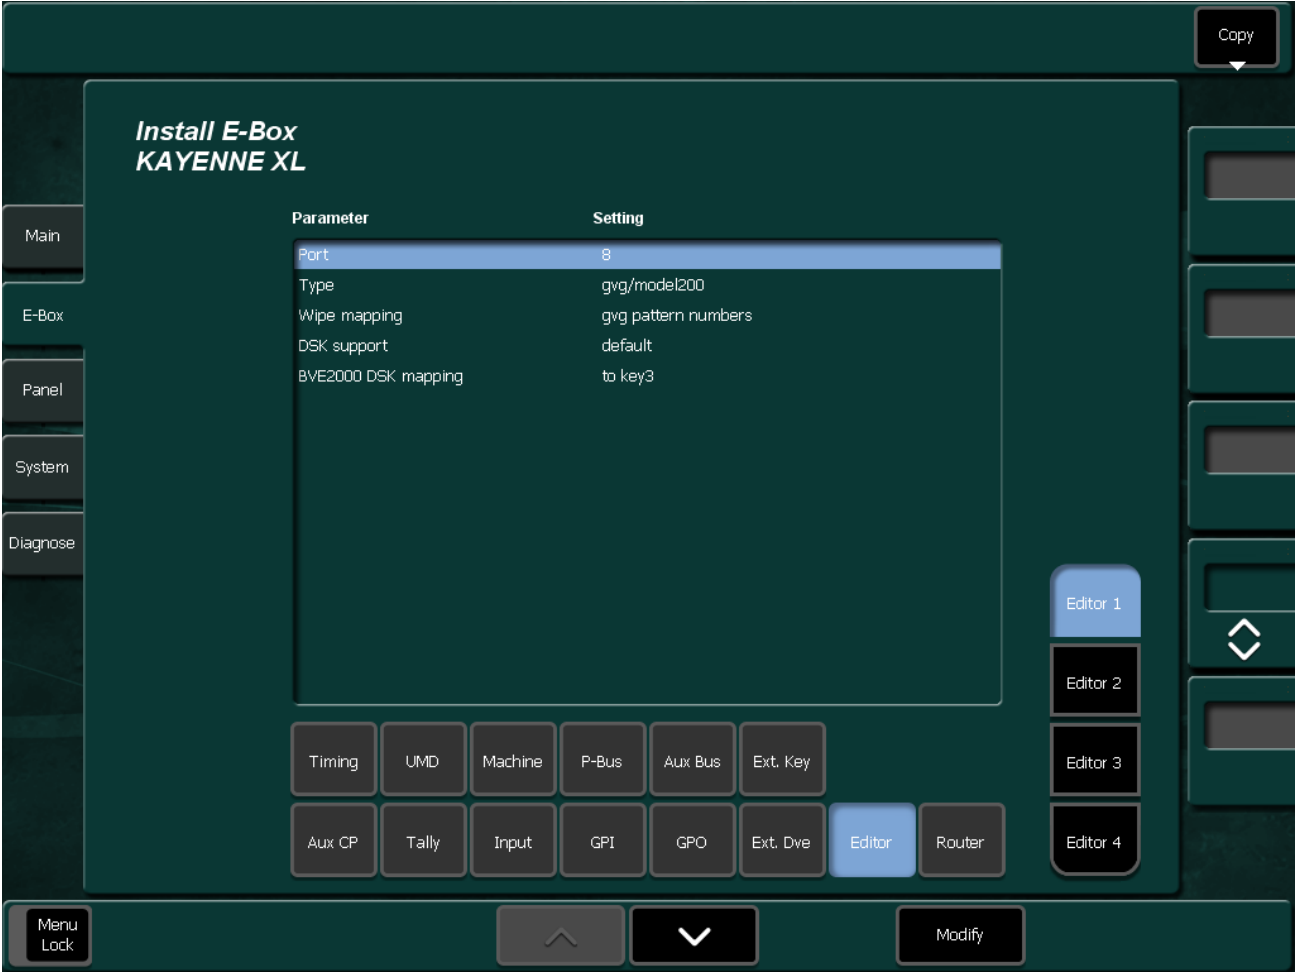 Copy
Install E-Box
KAYENNE XL
Parameter Setting
Port 8
Type gvg/model200
Wipe mapping gvg pattern numbers
DSK support default
BVE2000 DSK mapping to key3
Main
E-Box
Panel
System
Diagnose
Editor 1
Editor 2
Editor 3
Editor 4
Timing UMD Machine P-Bus Aux Bus Ext. Key
Aux CP Tally Input GPI GPO Ext. Dve Editor Router
Menu
Lock
Modify